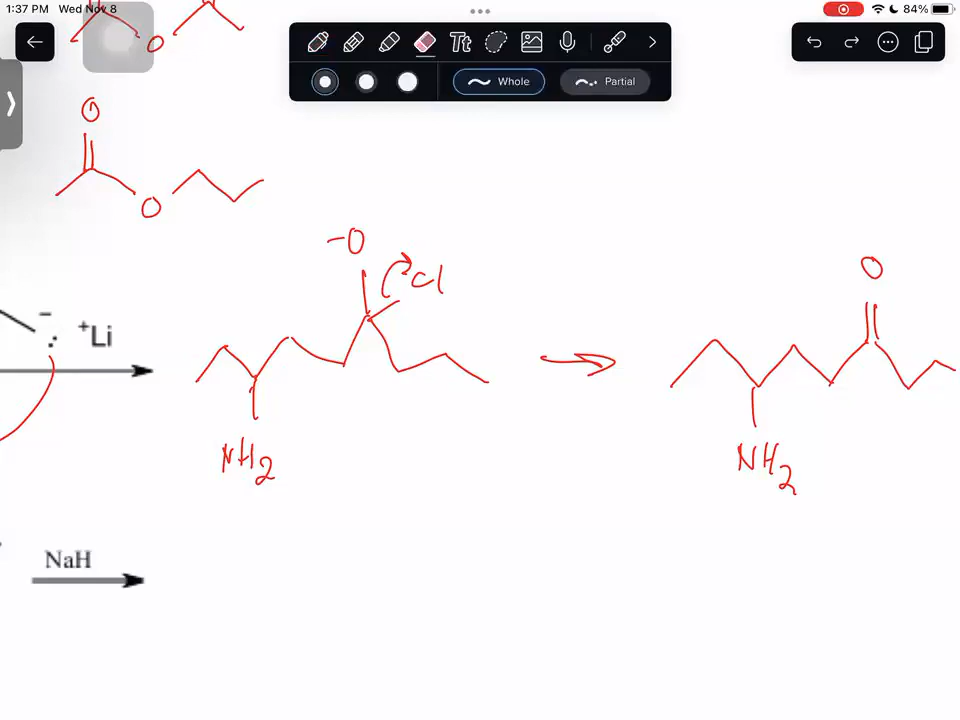 1:37 PM Wed Nov 8
84%
Tt
Whole
Partial
O
O
O
-O
Cl
O
- : +Li
NH2
NH2
NaH